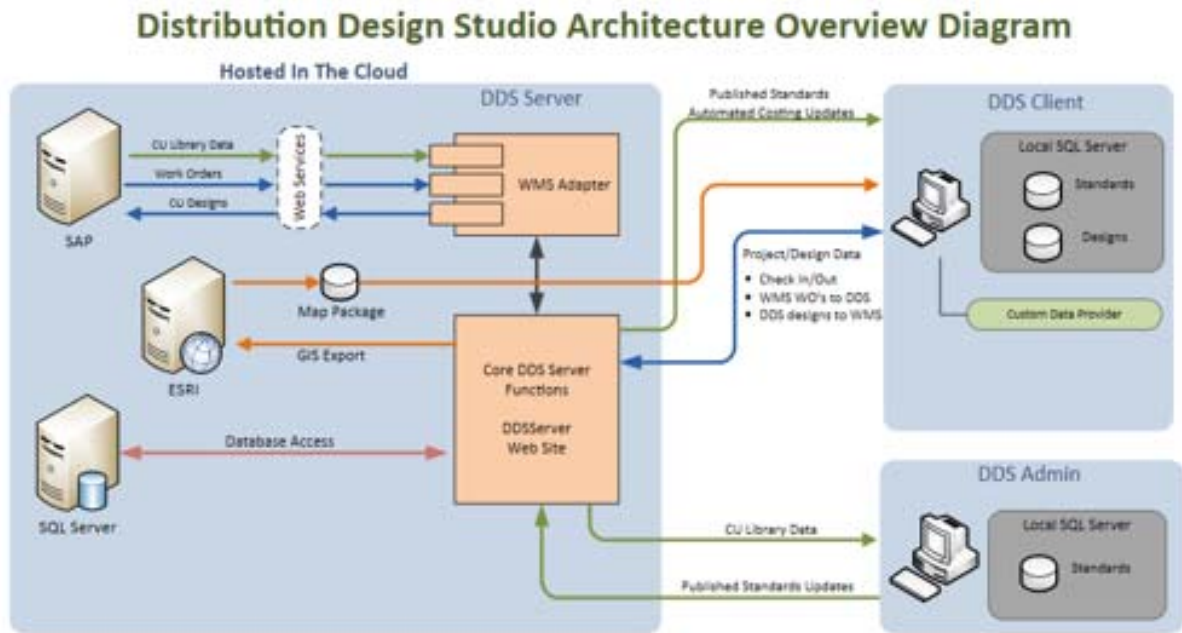 Distribution Design Studio Architecture Overview Diagram
Hosted In The Cloud
DDS Server
SAP
CU Library Data
Work Orders
CU Designs
Web Services
WMS Adapter
ESRI
Map Package
GIS Export
Core DDS Server
Functions
DDSServer
Web Site
SQL Server
Database Access
Published Standards
Automated Costing Updates
Project/Design Data
▪ Check In/Out
▪ WMS WO's to DDS
▪ DDS designs to WMS
DDS Client
Local SQL Server
Standards
Designs
Custom Data Provider
DDS Admin
CU Library Data
Published Standards Updates
Local SQL Server
Standards